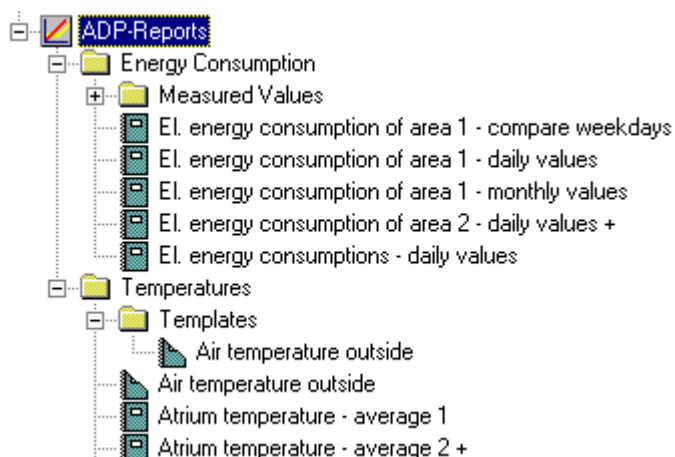 ADP-Reports
Energy Consumption
Measured Values
El. energy consumption of area 1 - compare weekdays
El. energy consumption of area 1 - daily values
El. energy consumption of area 1 - monthly values
El. energy consumption of area 2 - daily values +
El. energy consumptions - daily values
Temperatures
Templates
Air temperature outside
Air temperature outside
Atrium temperature - average 1
Atrium temperature - average 2 +